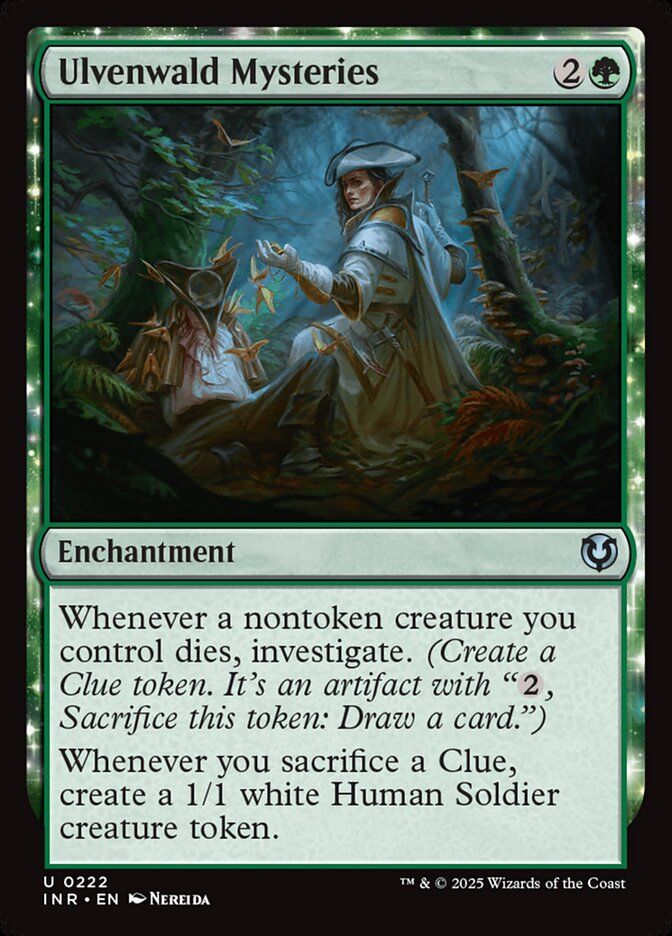 Ulvenwald Mysteries 2
Enchantment
Whenever a nontoken creature you
control dies, investigate. (Create a
Clue token. It's an artifact with “2,
Sacrifice this token: Draw a card.”)
Whenever you sacrifice a Clue,
create a 1/1 white Human Soldier
creature token.
U 0222
INR • EN Nereida
™ & © 2025 Wizards of the Coast